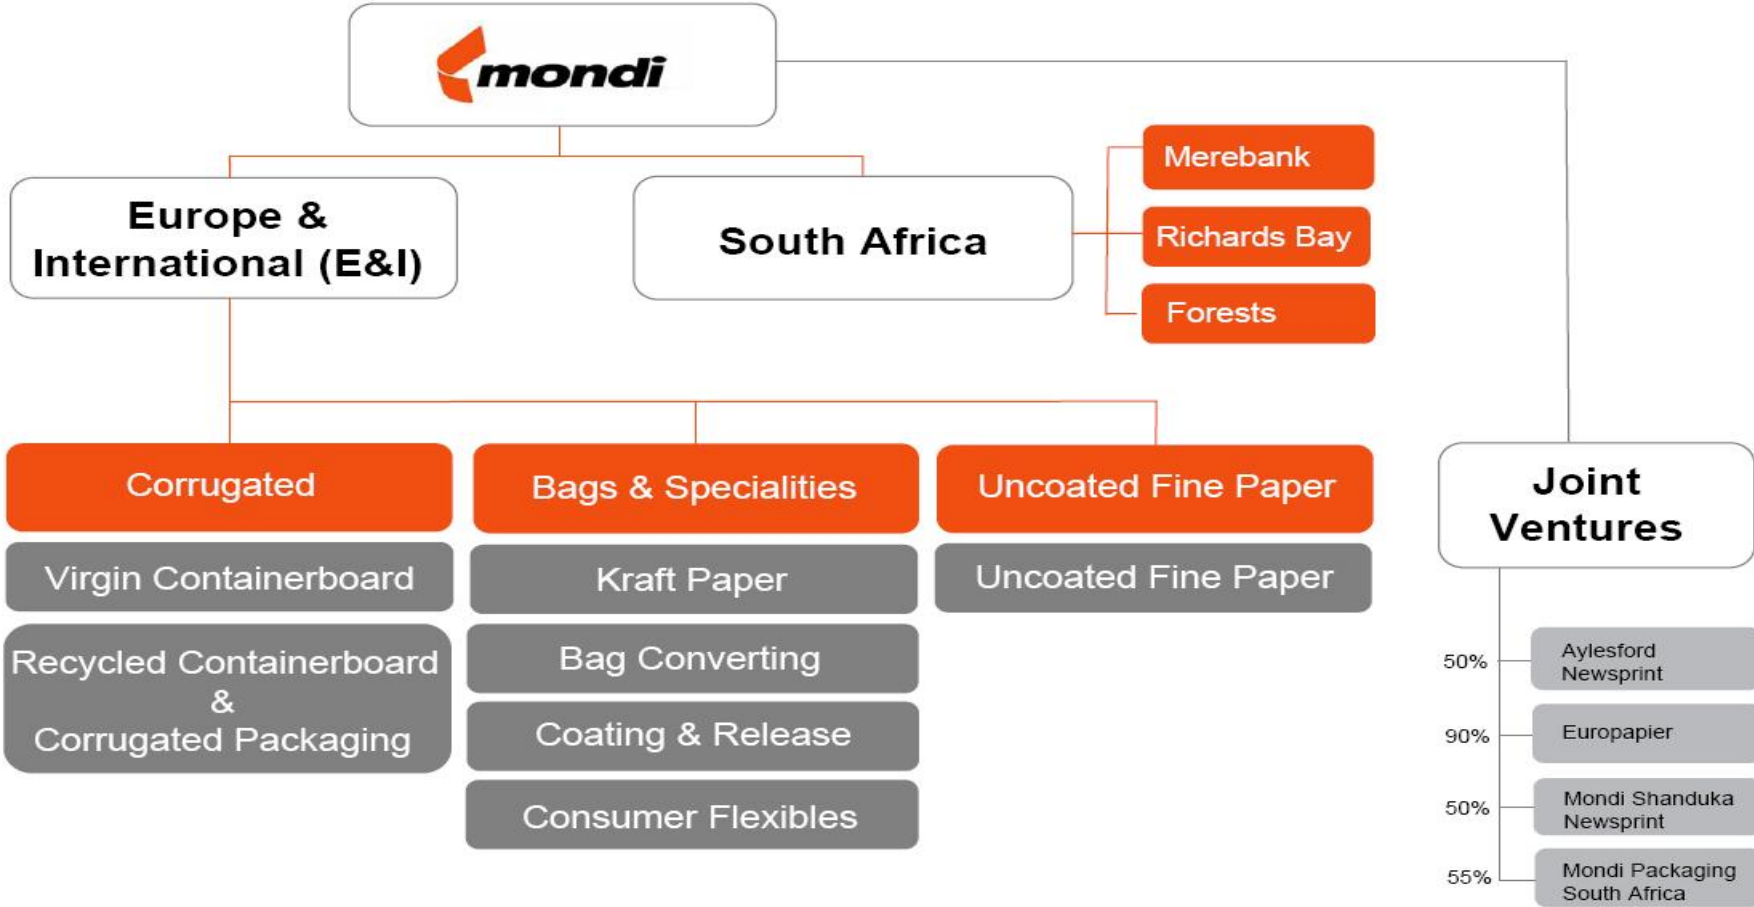 mondi
Europe &
International (E&I)
South Africa
Merebank
Richards Bay
Forests
Corrugated
Virgin Containerboard
Recycled Containerboard
&
Corrugated Packaging
Bags & Specialities
Kraft Paper
Bag Converting
Coating & Release
Consumer Flexibles
Uncoated Fine Paper
Uncoated Fine Paper
Joint
Ventures
50%
Aylesford
Newsprint
90%
Europapier
50%
Mondi Shanduka
Newsprint
55%
Mondi Packaging
South Africa